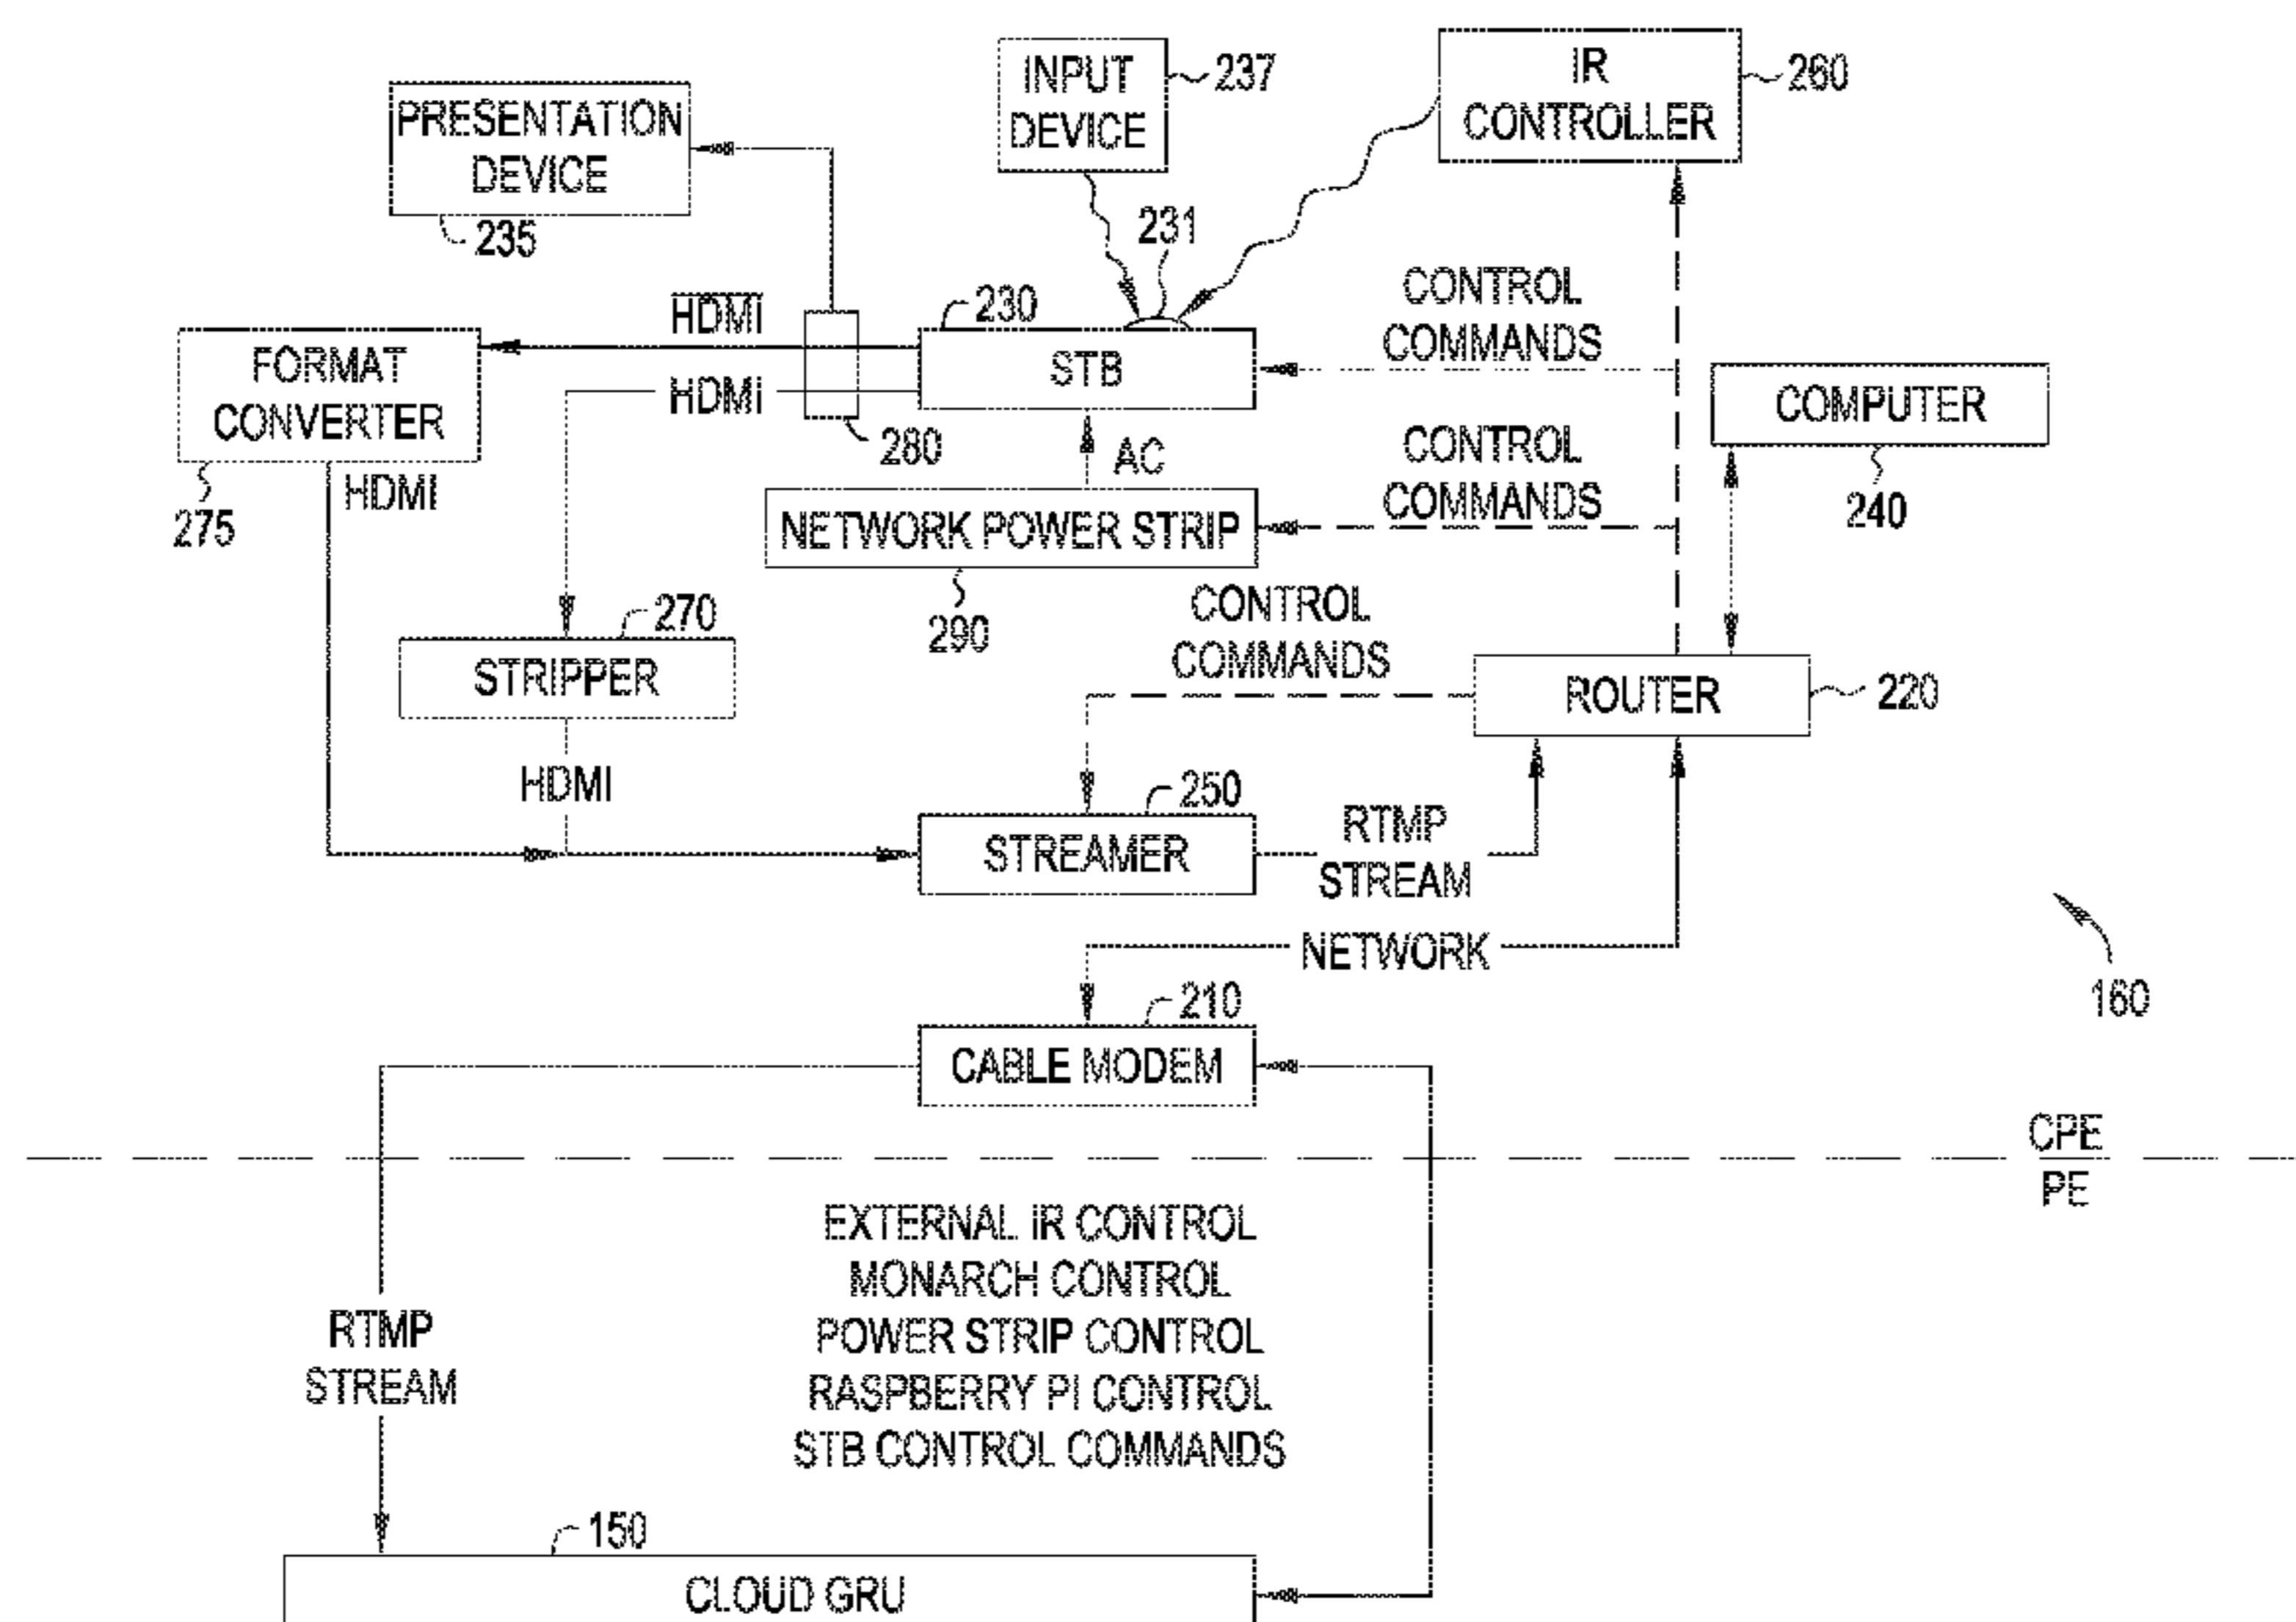 INPUT
DEVICE
237
IR
CONTROLLER
260
PRESENTATION
DEVICE
235
231
HDMI
230
CONTROL
COMMANDS
FORMAT
CONVERTER
STB
HDMI
COMPUTER
280
AC
CONTROL
COMMANDS
275
HDMI
240
NETWORK POWER STRIP
290
270
CONTROL
COMMANDS
STRIPPER
ROUTER
220
HDMI
250
STREAMER
RTMP
STREAM
NETWORK
160
210
CABLE MODEM
CPE
PE
EXTERNAL IR CONTROL
MONARCH CONTROL
POWER STRIP CONTROL
RASPBERRY PI CONTROL
STB CONTROL COMMANDS
RTMP
STREAM
150
CLOUD GRU